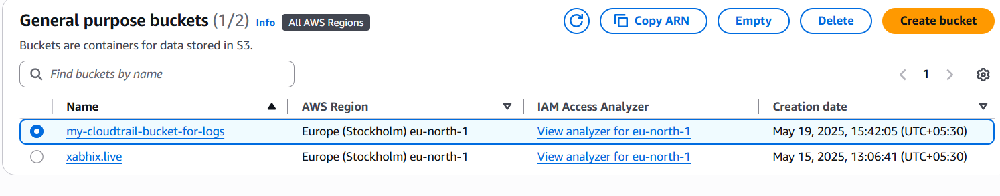 General purpose buckets (1/2) Info All AWS Regions Copy ARN Empty Delete Create bucket
Buckets are containers for data stored in S3.
Find buckets by name 1
Name AWS Region IAM Access Analyzer Creation date
my-cloudtrail-bucket-for-logs Europe (Stockholm) eu-north-1 View analyzer for eu-north-1 May 19, 2025, 15:42:05 (UTC+05:30)
xabhix.live Europe (Stockholm) eu-north-1 View analyzer for eu-north-1 May 15, 2025, 13:06:41 (UTC+05:30)